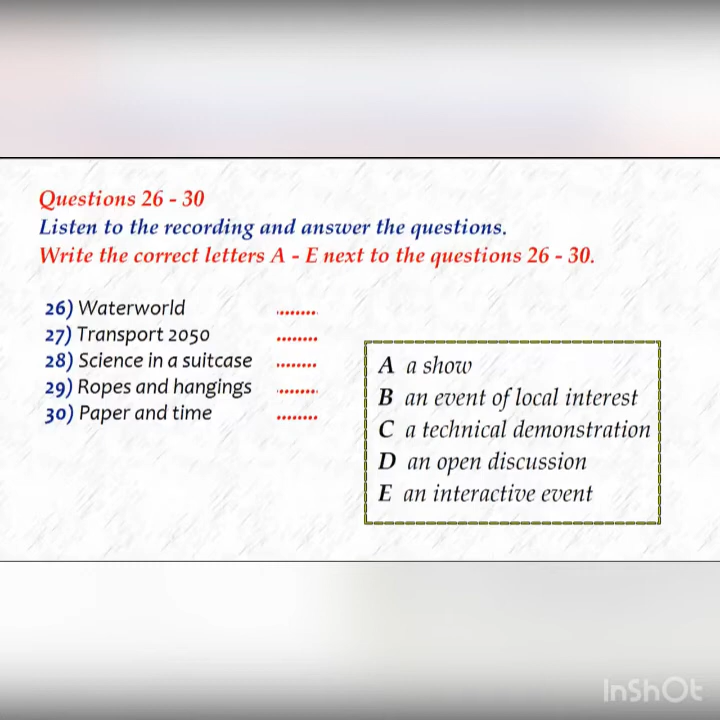 Questions 26 - 30
Listen to the recording and answer the questions.
Write the correct letters A - E next to the questions 26 - 30.
26) Waterworld ........
27) Transport 2050 ........
28) Science in a suitcase ........
29) Ropes and hangings ........
30) Paper and time ........
A a show
B an event of local interest
C a technical demonstration
D an open discussion
E an interactive event
InShOt